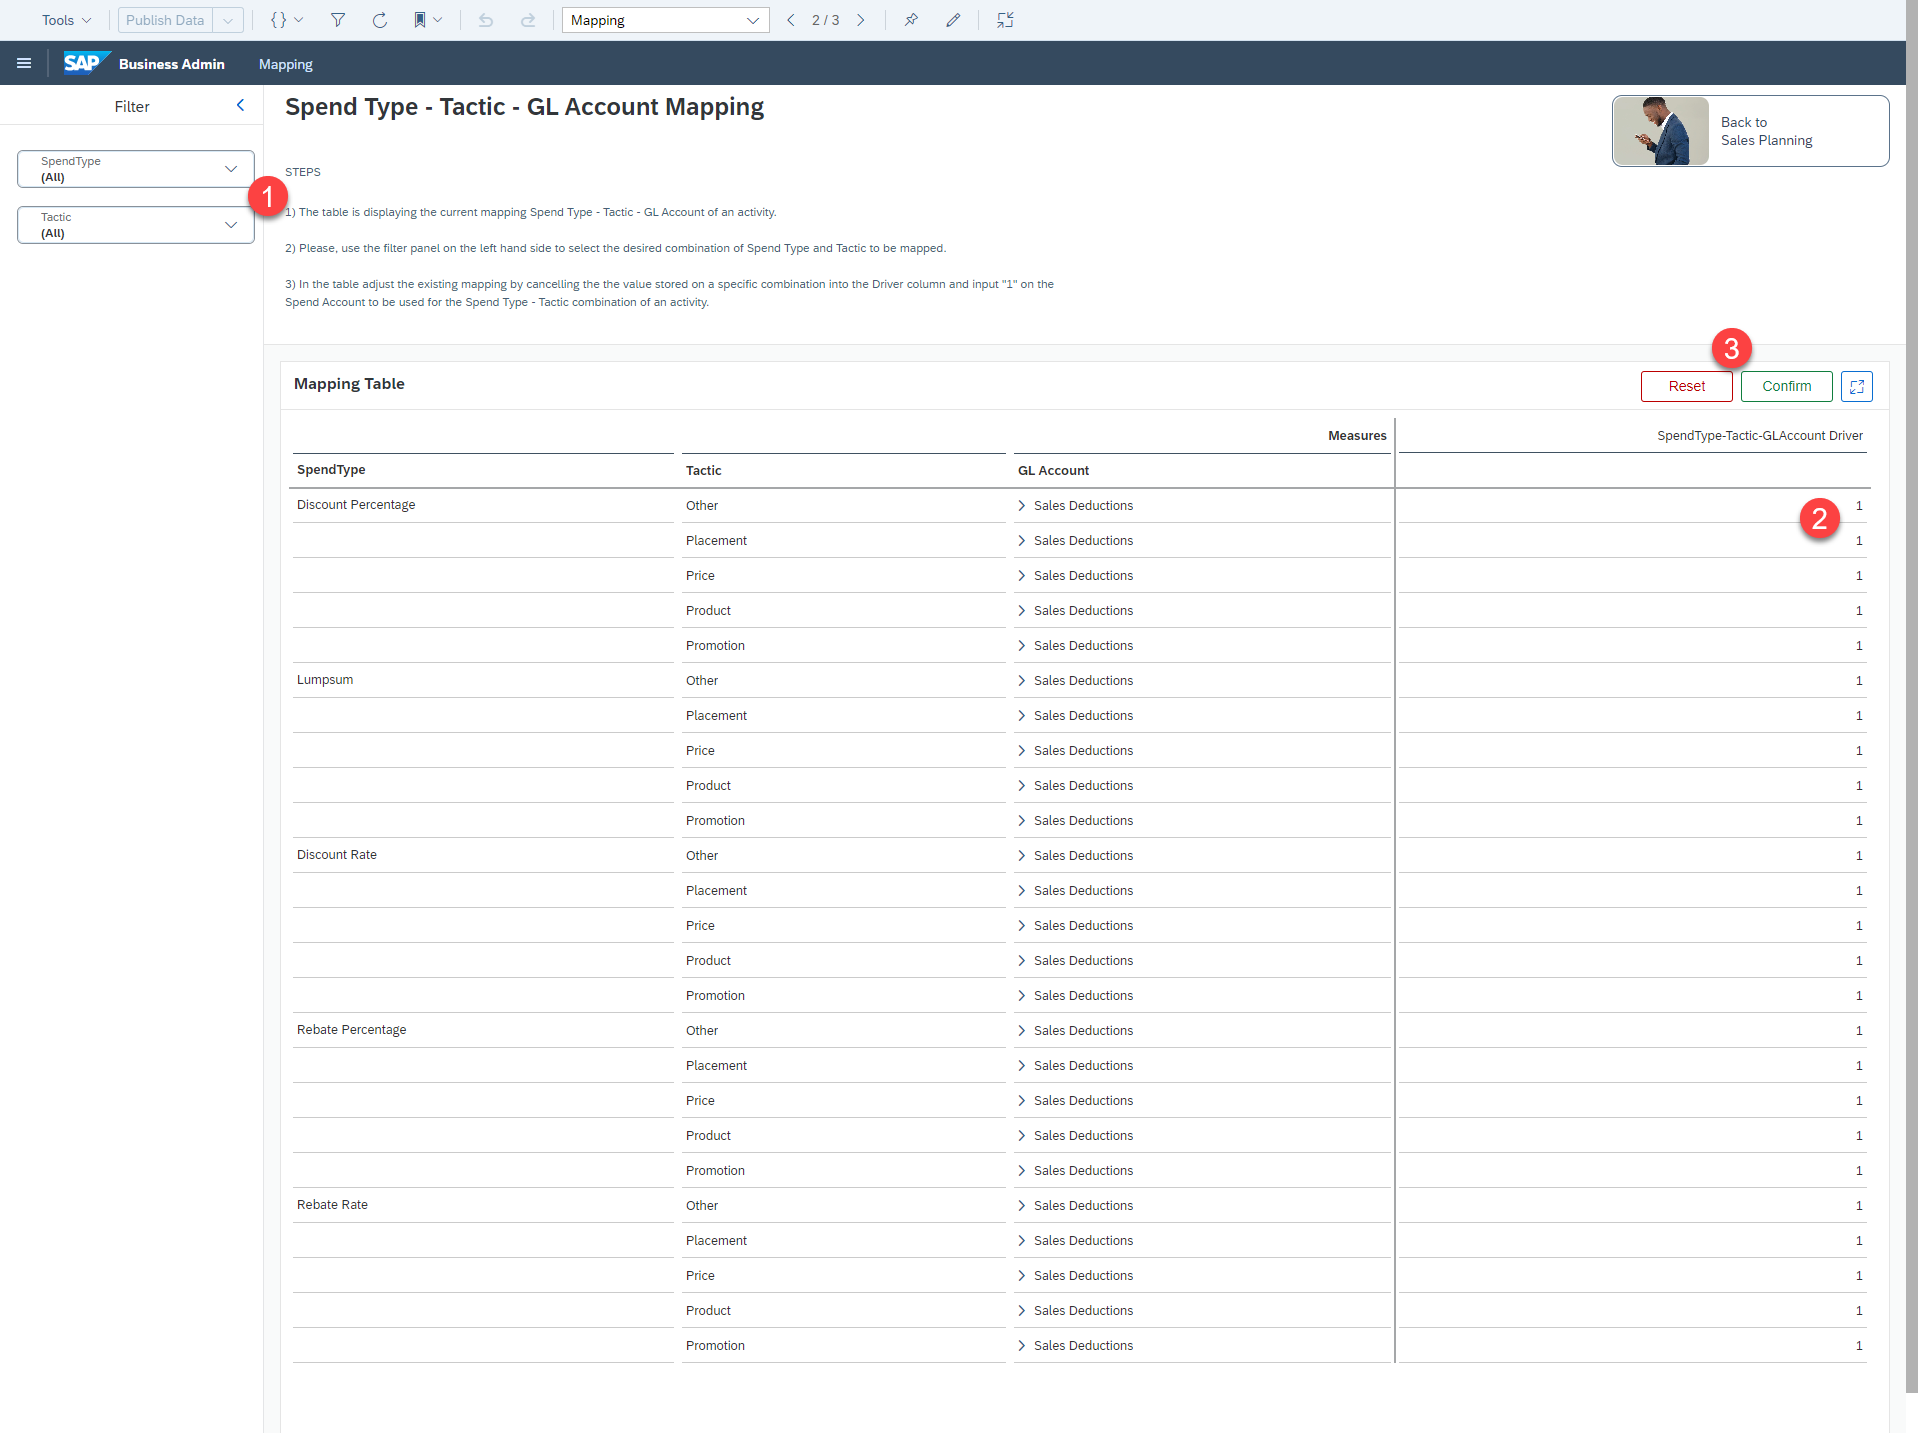 Tools Publish Data {} Mapping 2 / 3
SAP Business Admin Mapping
Filter
SpendType
(All)
Tactic
(All)
1
Spend Type - Tactic - GL Account Mapping
Back to
Sales Planning
STEPS
1) The table is displaying the current mapping Spend Type - Tactic - GL Account of an activity.
2) Please, use the filter panel on the left hand side to select the desired combination of Spend Type and Tactic to be mapped.
3) In the table adjust the existing mapping by cancelling the the value stored on a specific combination into the Driver column and input "1" on the
Spend Account to be used for the Spend Type - Tactic combination of an activity.
3
Mapping Table Reset Confirm
Measures SpendType-Tactic-GLAccount Driver
SpendType Tactic GL Account
Discount Percentage Other Sales Deductions 1
2
Placement Sales Deductions 1
Price Sales Deductions 1
Product Sales Deductions 1
Promotion Sales Deductions 1
Lumpsum Other Sales Deductions 1
Placement Sales Deductions 1
Price Sales Deductions 1
Product Sales Deductions 1
Promotion Sales Deductions 1
Discount Rate Other Sales Deductions 1
Placement Sales Deductions 1
Price Sales Deductions 1
Product Sales Deductions 1
Promotion Sales Deductions 1
Rebate Percentage Other Sales Deductions 1
Placement Sales Deductions 1
Price Sales Deductions 1
Product Sales Deductions 1
Promotion Sales Deductions 1
Rebate Rate Other Sales Deductions 1
Placement Sales Deductions 1
Price Sales Deductions 1
Product Sales Deductions 1
Promotion Sales Deductions 1